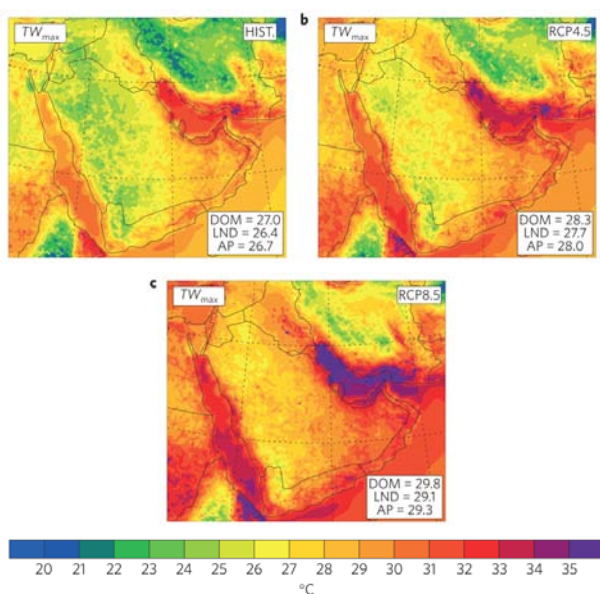 TWmax
HIST.
DOM = 27.0
LND = 26.4
AP = 26.7
b
TWmax
RCP4.5
DOM = 28.3
LND = 27.7
AP = 28.0
c
TWmax
RCP8.5
DOM = 29.8
LND = 29.1
AP = 29.3
20 21 22 23 24 25 26 27 28 29 30 31 32 33 34 35
°C